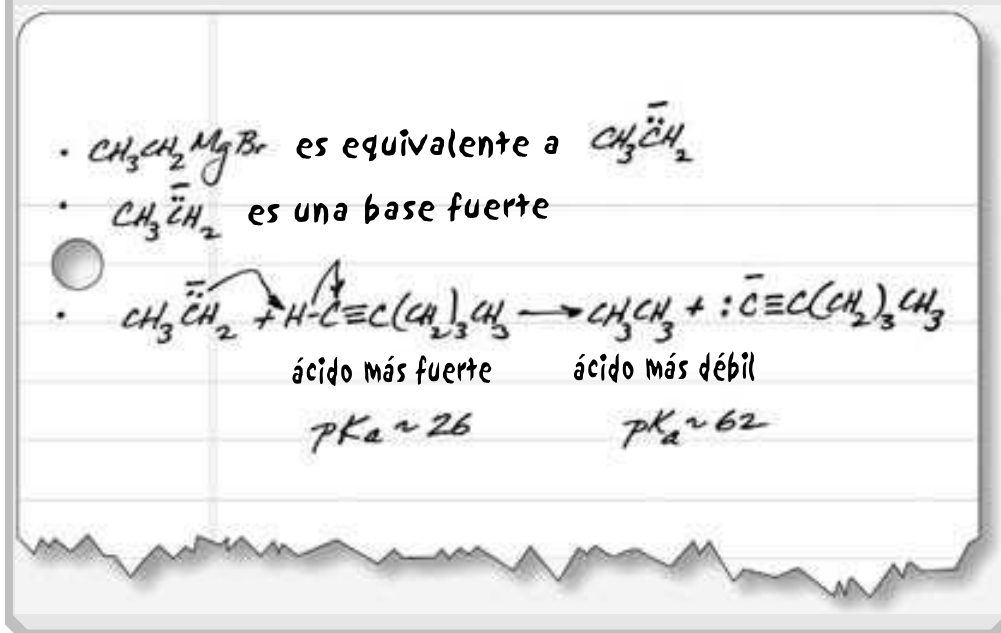 · CH₃CH₂MgBr es equivalente a CH₃C̈̄H₂
· CH₃C̈̄H₂ es una base fuerte
· CH₃C̈̄H₂ + H-C≡C(CH₂)₃CH₃ ⟶ CH₃CH₃ + :C̄≡C(CH₂)₃CH₃
ácido más fuerte ácido más débil
pKₐ ~ 26 pKₐ ~ 62